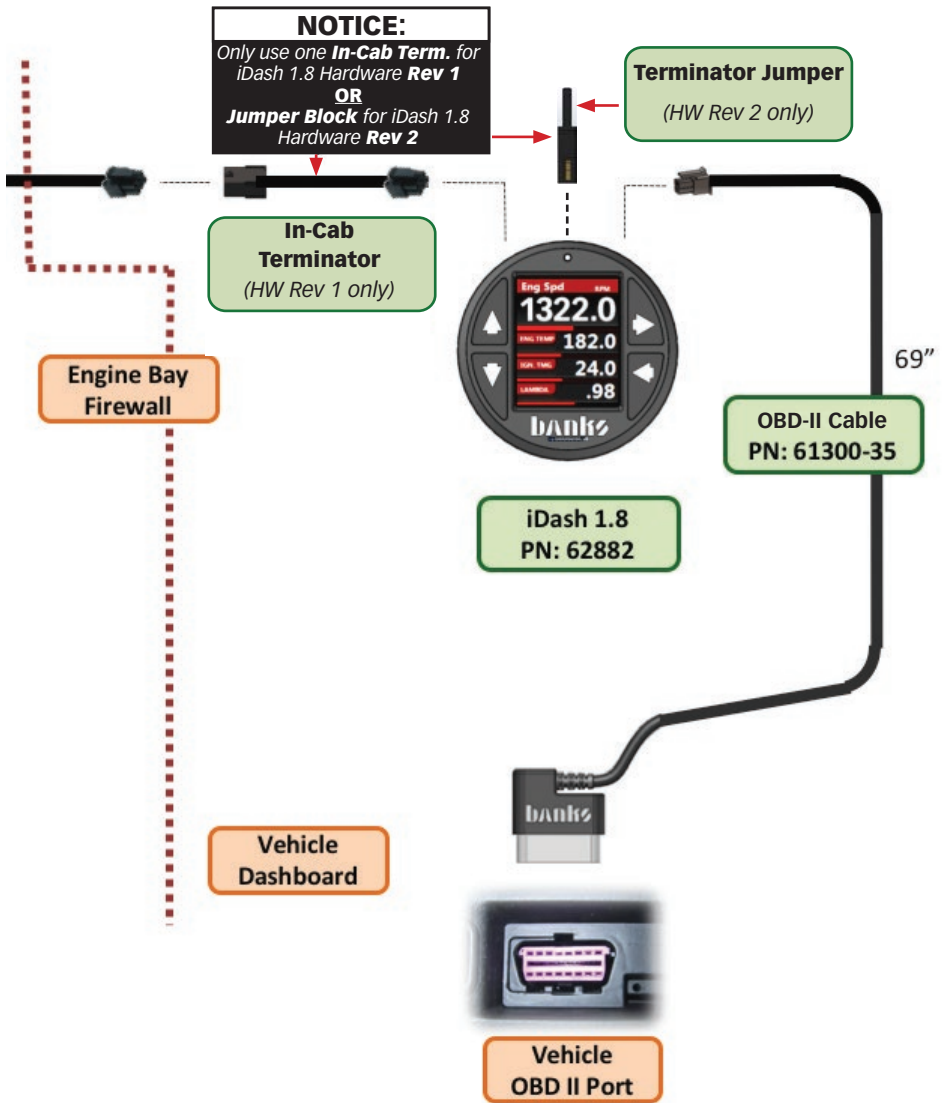 NOTICE:
Only use one In-Cab Term. for
iDash 1.8 Hardware Rev 1
OR
Jumper Block for iDash 1.8
Hardware Rev 2
Terminator Jumper
(HW Rev 2 only)
In-Cab
Terminator
(HW Rev 1 only)
Eng Spd RPM
1322.0
ENG TEMP 182.0
IGN. TMG 24.0
LAMBDA .98
banks
Engine Bay
Firewall
69”
OBD-II Cable
PN: 61300-35
iDash 1.8
PN: 62882
banks
Vehicle
Dashboard
Vehicle
OBD II Port